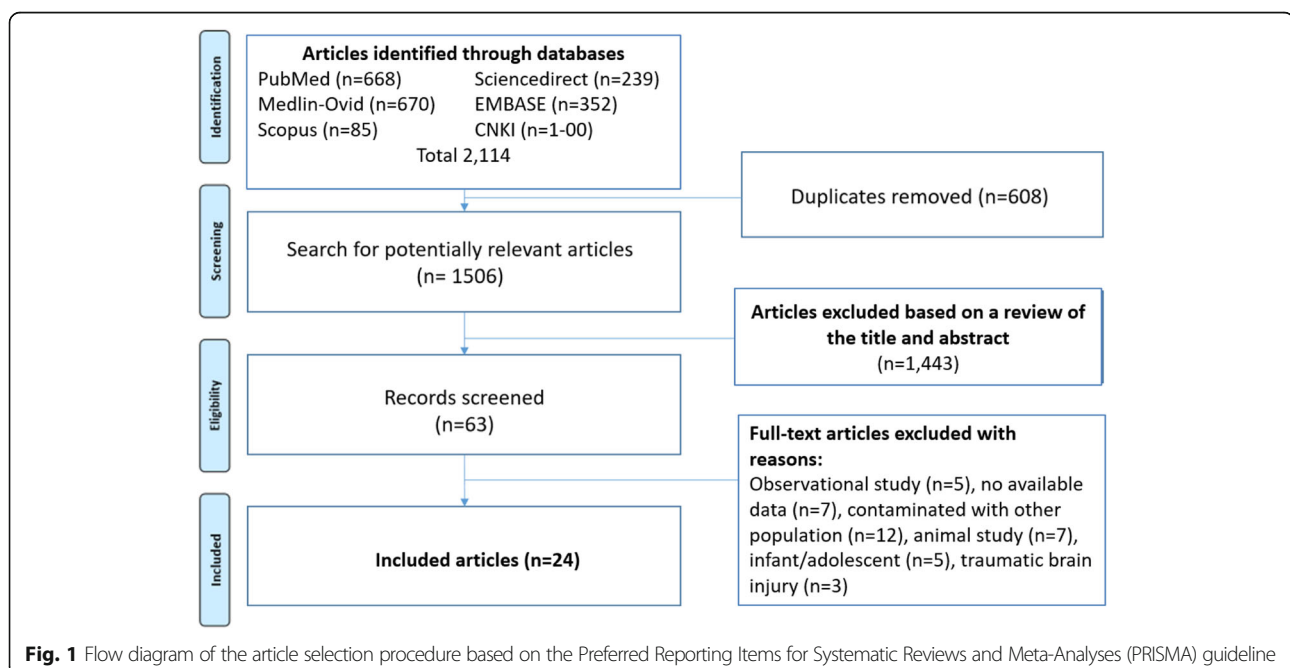 Identification
Articles identified through databases
PubMed (n=668) Sciencedirect (n=239)
Medlin-Ovid (n=670) EMBASE (n=352)
Scopus (n=85) CNKI (n=1-00)
Total 2,114
Duplicates removed (n=608)
Screening
Search for potentially relevant articles
(n= 1506)
Articles excluded based on a review of
the title and abstract
(n=1,443)
Eligibility
Records screened
(n=63)
Full-text articles excluded with
reasons:
Observational study (n=5), no available
data (n=7), contaminated with other
population (n=12), animal study (n=7),
infant/adolescent (n=5), traumatic brain
injury (n=3)
Included
Included articles (n=24)
Fig. 1 Flow diagram of the article selection procedure based on the Preferred Reporting Items for Systematic Reviews and Meta-Analyses (PRISMA) guideline